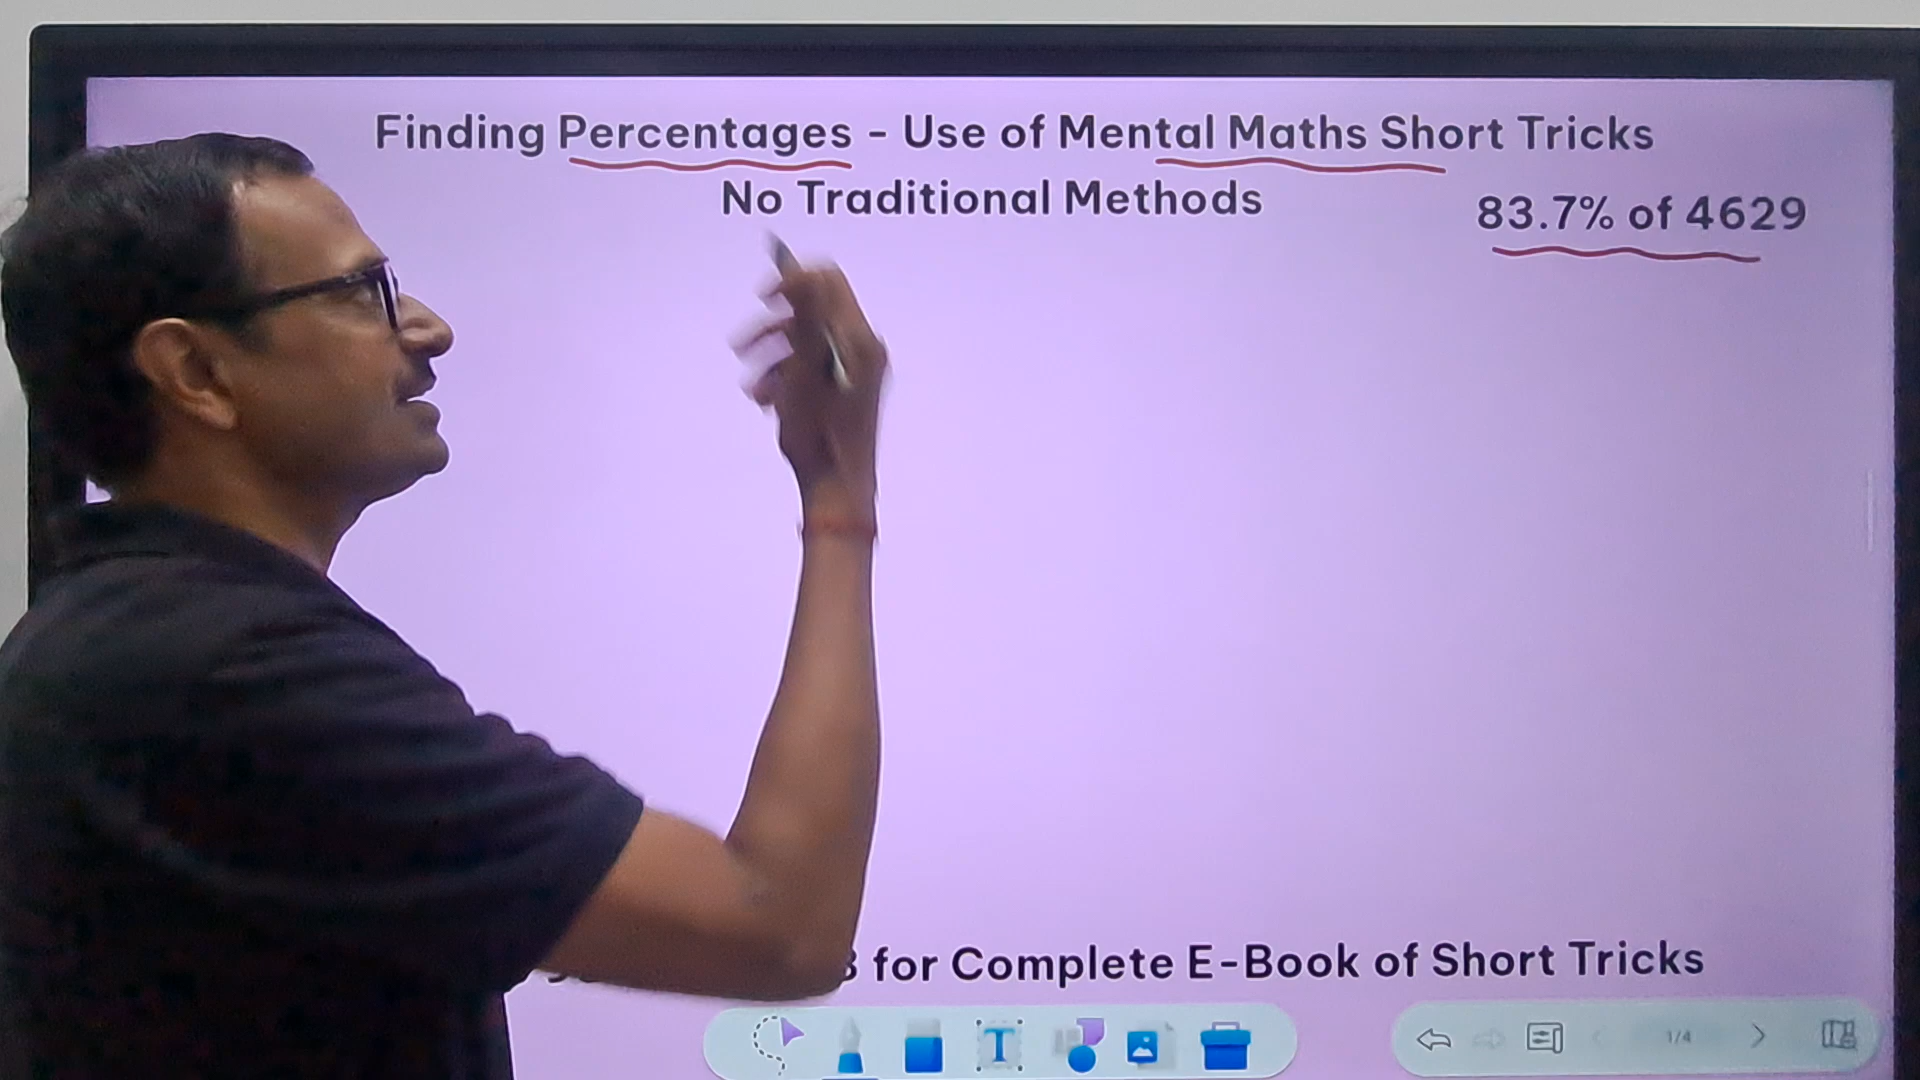 Finding Percentages - Use of Mental Maths Short Tricks
No Traditional Methods
83.7% of 4629
for Complete E-Book of Short Tricks
T
1/4